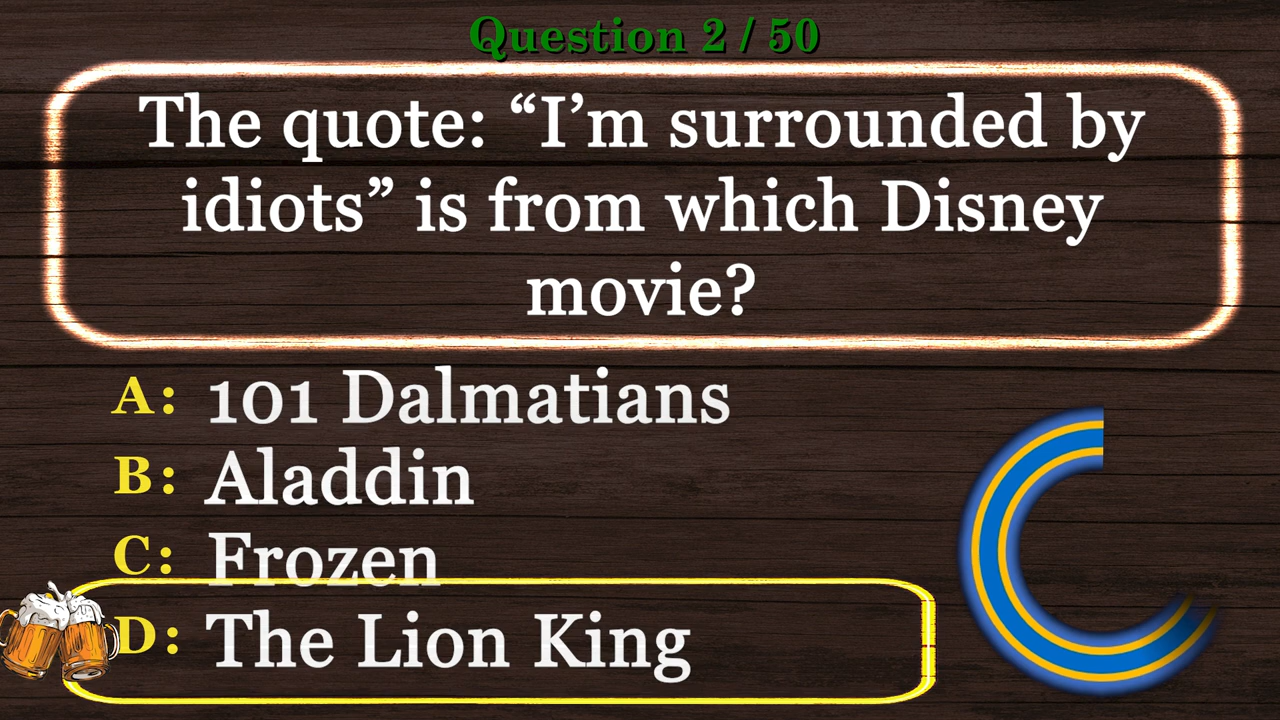 Question 2 / 50
The quote: “I’m surrounded by
idiots” is from which Disney
movie?
A: 101 Dalmatians
B: Aladdin
C: Frozen
D: The Lion King